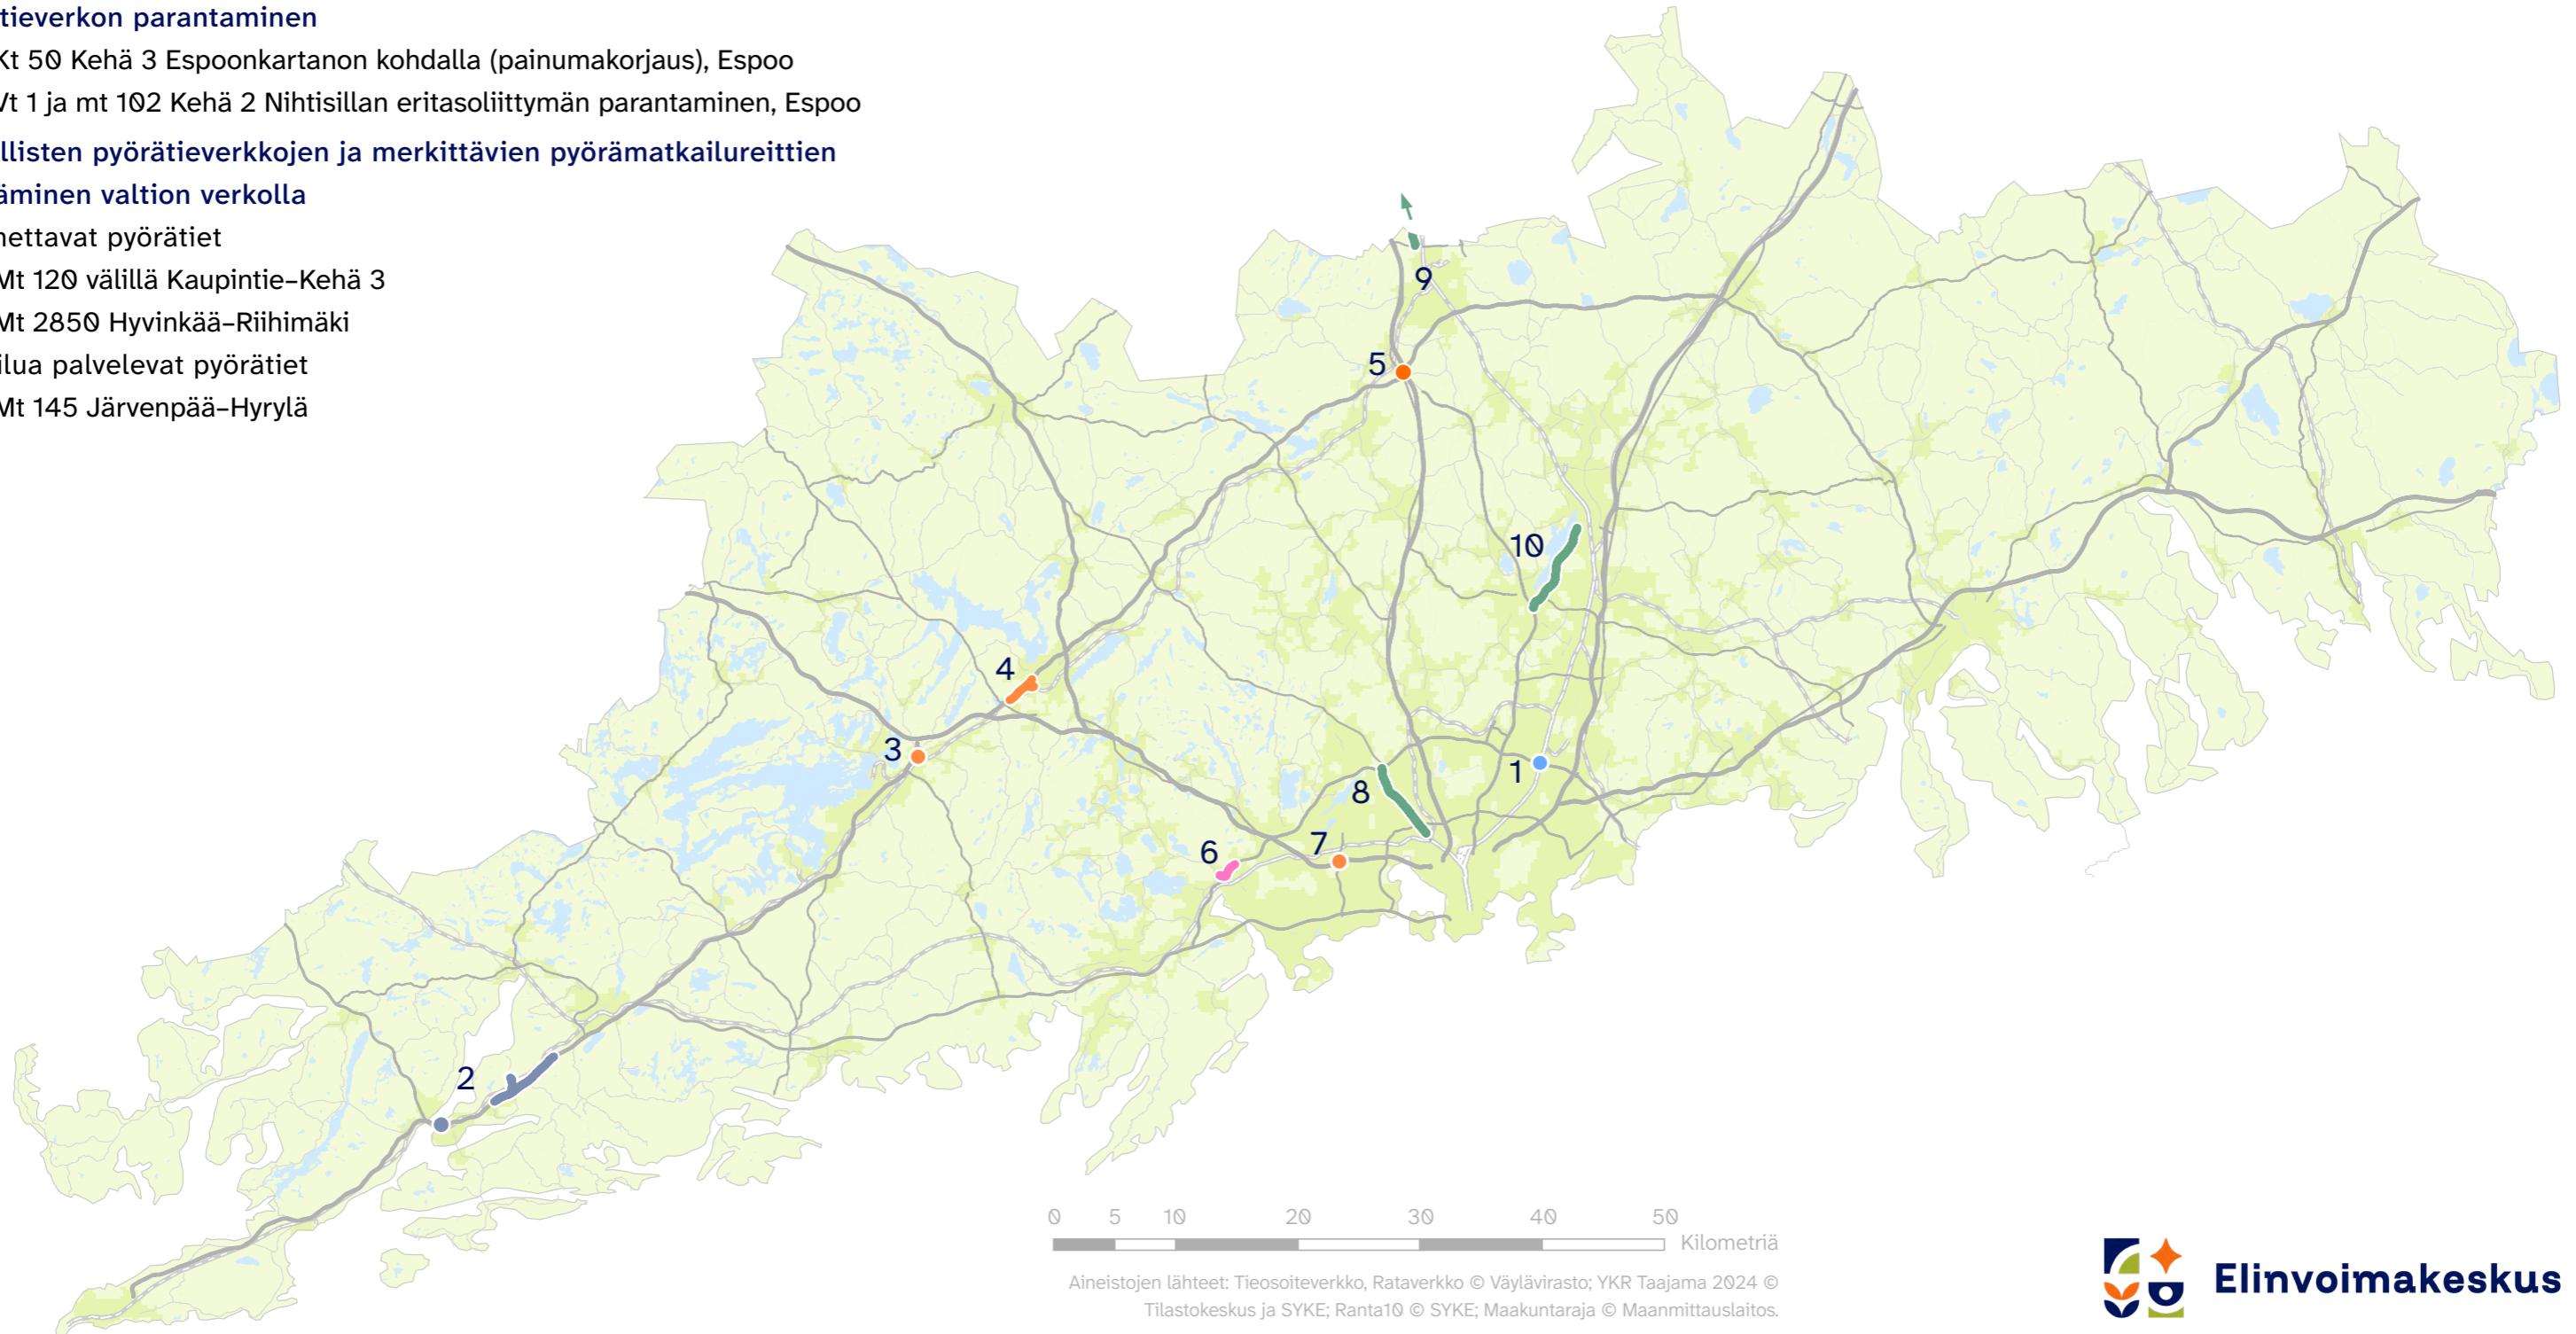 tieverkon parantaminen
Kt 50 Kehä 3 Espoonkartanon kohdalla (painumakorjaus), Espoo
Vt 1 ja mt 102 Kehä 2 Nihtisillan eritasoliittymän parantaminen, Espoo
llisten pyörätieverkkojen ja merkittävien pyörämatkailureittien
äminen valtion verkolla
nettavat pyörätiet
Mt 120 välillä Kaupintie–Kehä 3
Mt 2850 Hyvinkää–Riihimäki
ilua palvelevat pyörätiet
Mt 145 Järvenpää–Hyrylä
9
5
10
4
3
1
8
7
6
2
0 5 10 20 30 40 50
Kilometriä
Aineistojen lähteet: Tieosoiteverkko, Rataverkko © Väylävirasto; YKR Taajama 2024 ©
Tilastokeskus ja SYKE; Ranta10 © SYKE; Maakuntaraja © Maanmittauslaitos.
Elinvoimakeskus